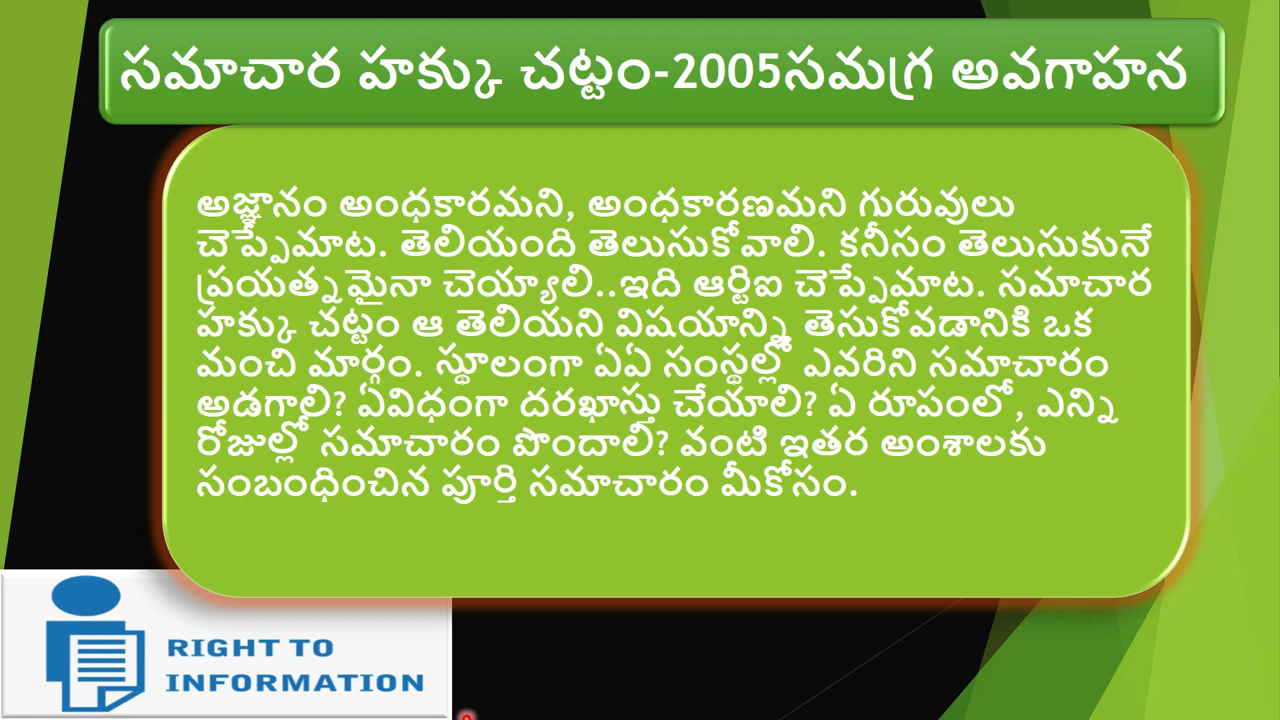 సమాచార హక్కు చట్టం-2005సమగ్ర అవగాహన
అజ్ఞానం అంధకారమని, అంధకారణమని గురువులు
చెప్పేమాట. తెలియంది తెలుసుకోవాలి. కనీసం తెలుసుకునే
ప్రయత్నమైనా చెయ్యాలి..ఇది ఆర్టిఐ చెప్పేమాట. సమాచార
హక్కు చట్టం ఆ తెలియని విషయాన్ని తెసుకోవడానికి ఒక
మంచి మార్గం. స్థూలంగా ఏఏ సంస్థల్లో ఎవరిని సమాచారం
అడగాలి? ఏవిధంగా దరఖాస్తు చేయాలి? ఏ రూపంలో, ఎన్ని
రోజుల్లో సమాచారం పొందాలి? వంటి ఇతర అంశాలకు
సంబంధించిన పూర్తి సమాచారం మీకోసం.
RIGHT TO
INFORMATION